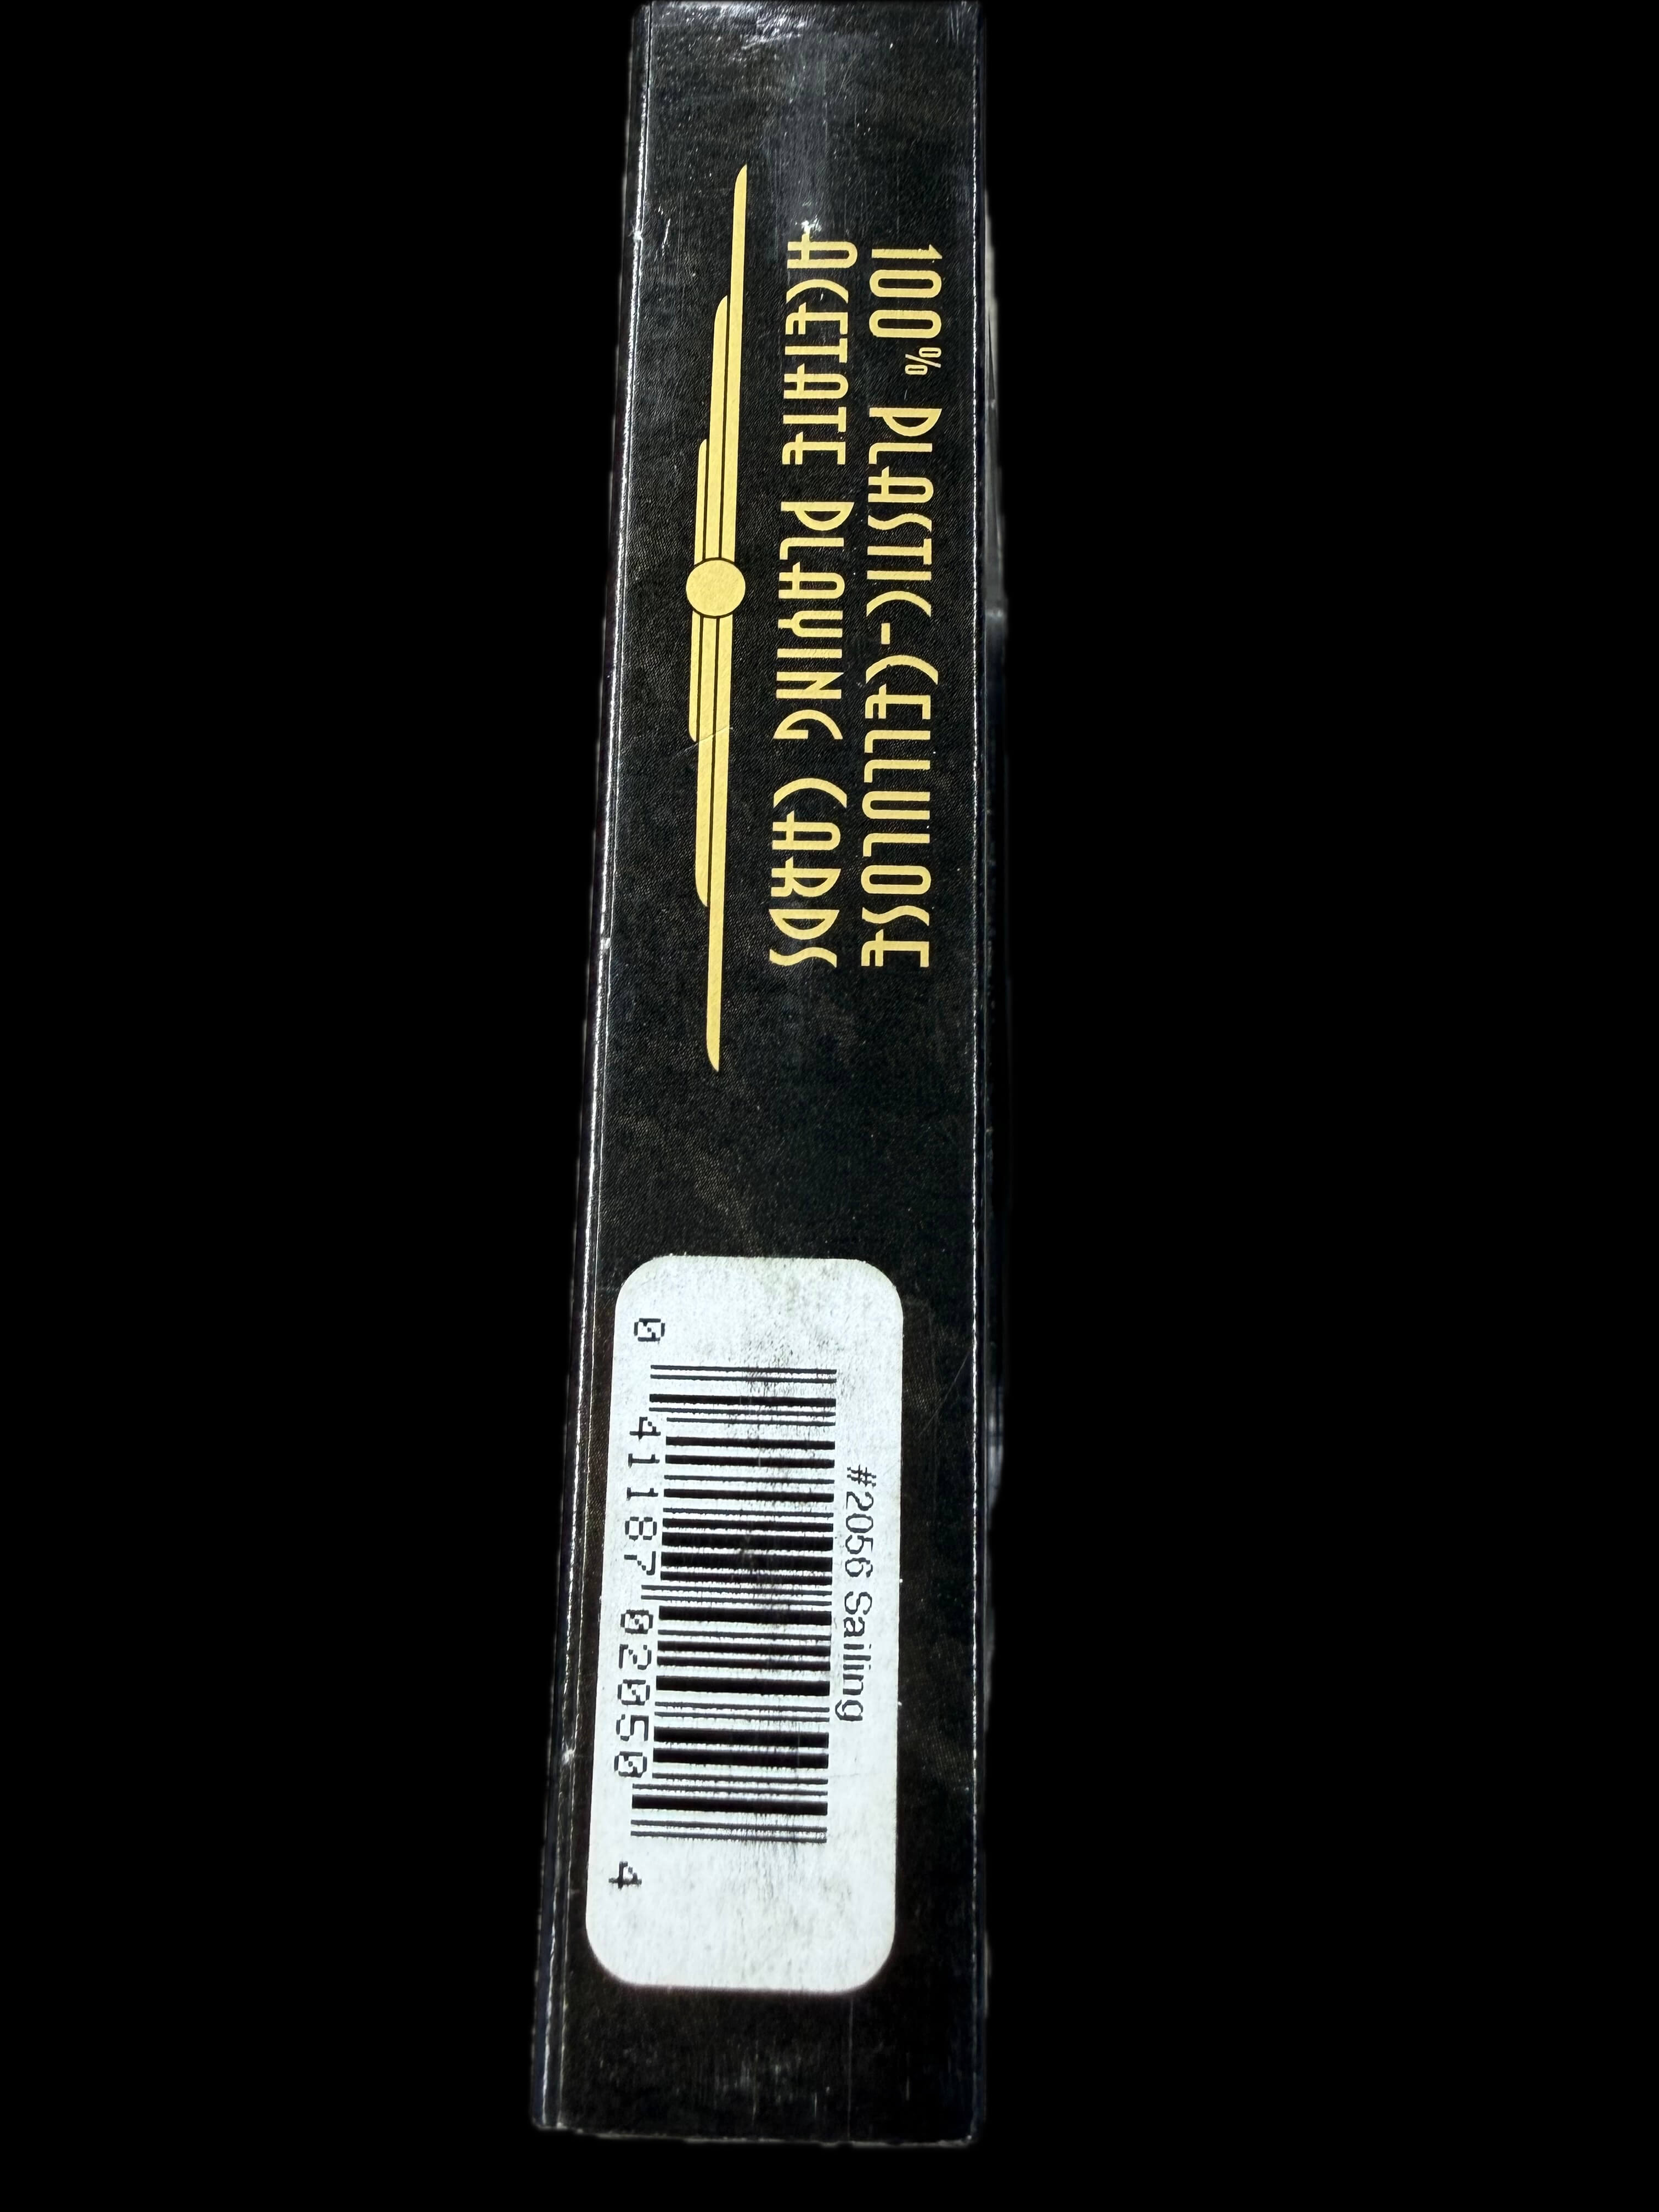 100% PLASTIC-CELLULOSE
ACETATE PLAYING CARDS
#2056 Sailing
0 41187 02050 4